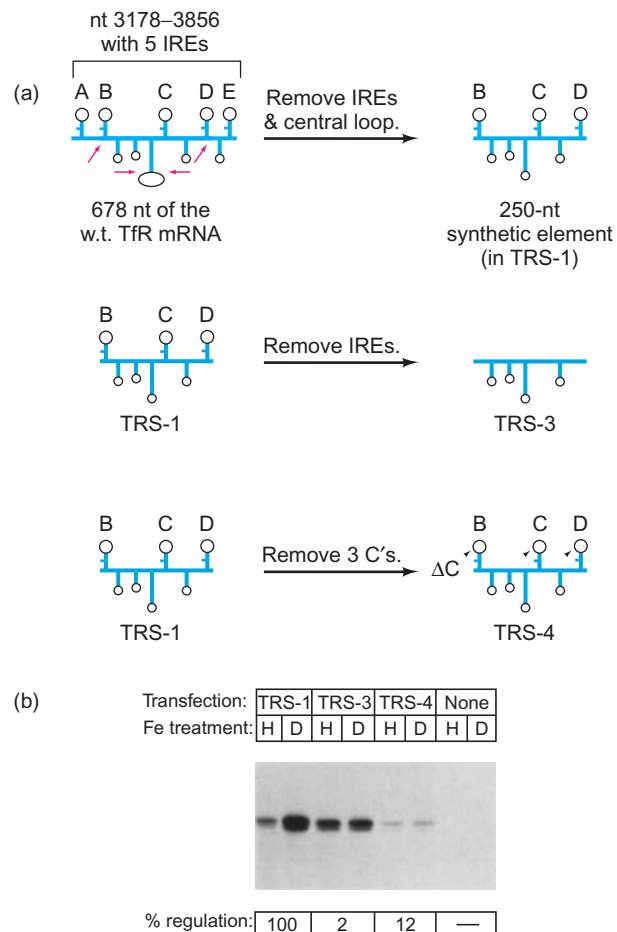 nt 3178–3856
with 5 IREs
(a)
A B C D E
Remove IREs
& central loop.
B C D
678 nt of the
w.t. TfR mRNA
250-nt
synthetic element
(in TRS-1)
B C D
Remove IREs.
TRS-1
TRS-3
B C D
Remove 3 C′s.
B C D
ΔC
TRS-1
TRS-4
(b)
Transfection: TRS-1 TRS-3 TRS-4 None
Fe treatment: H D H D H D H D
% regulation: 100 2 12 —